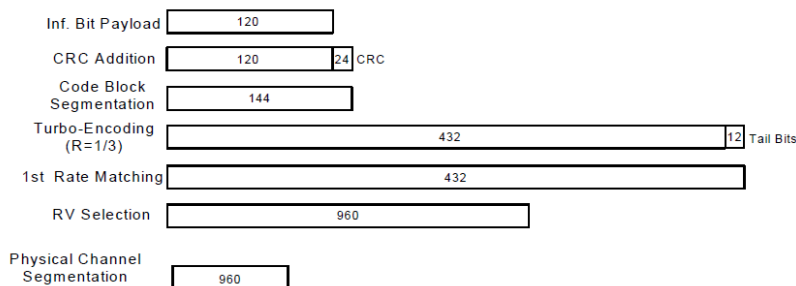 Inf. Bit Payload 120
CRC Addition 120 24 CRC
Code Block
Segmentation 144
Turbo-Encoding
(R=1/3) 432 12 Tail Bits
1st Rate Matching 432
RV Selection 960
Physical Channel
Segmentation 960